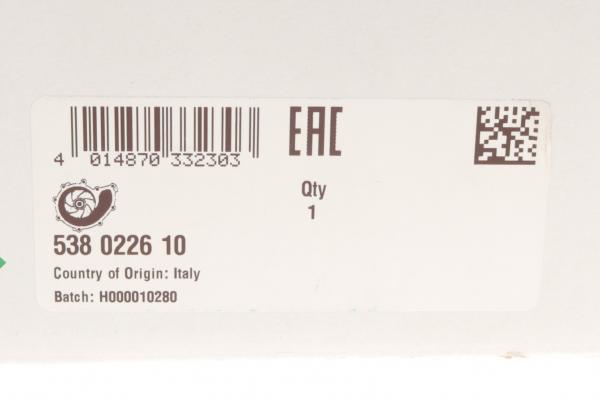 EAC
4 014870 332303
Qty
1
538 0226 10
Country of Origin: Italy
Batch: H000010280